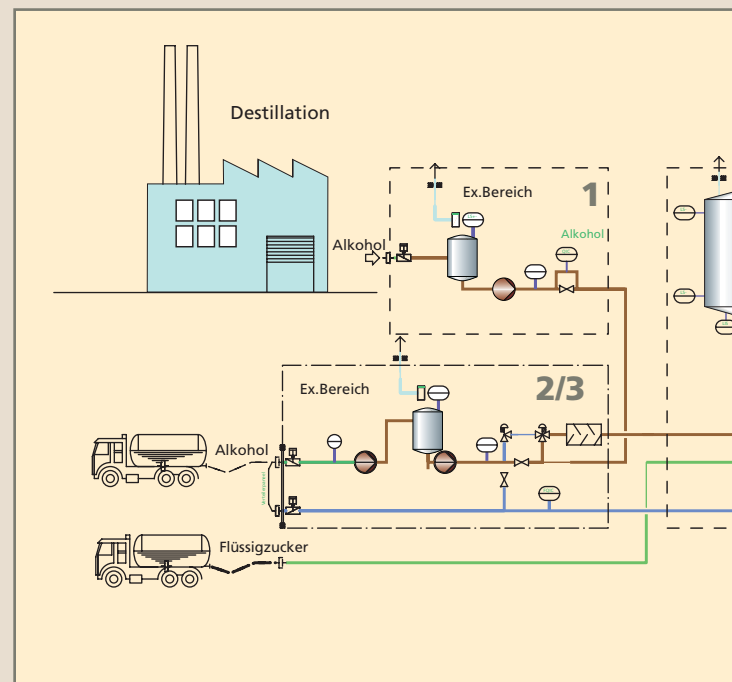 Destillation
Ex.Bereich
1
Alkohol
Alkohol
Ex.Bereich
2/3
Alkohol
Flüssigzucker